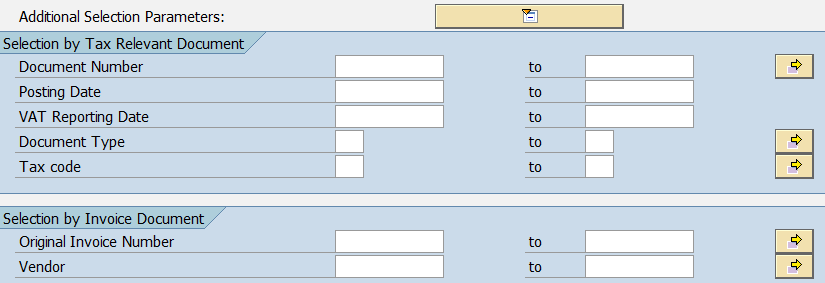 Additional Selection Parameters:
Selection by Tax Relevant Document
Document Number to
Posting Date to
VAT Reporting Date to
Document Type to
Tax code to
Selection by Invoice Document
Original Invoice Number to
Vendor to